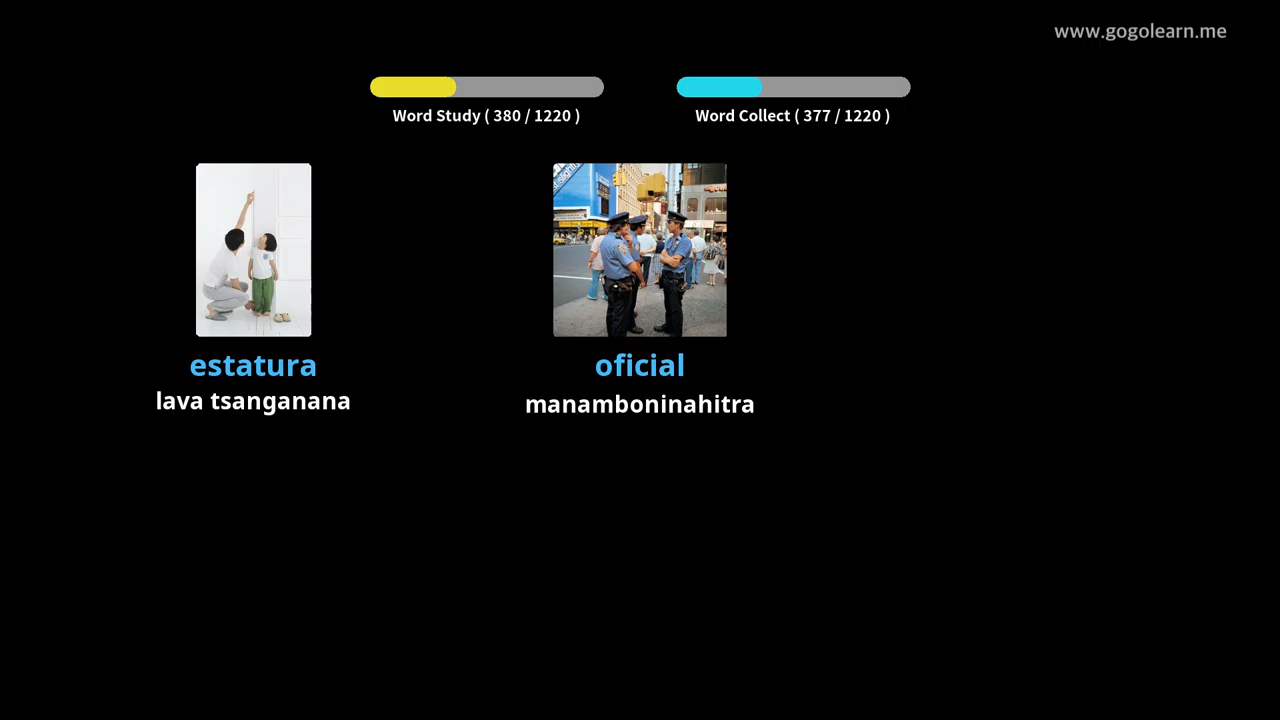 www.gogolearn.me
Word Study ( 380 / 1220 )
Word Collect ( 377 / 1220 )
estatura
lava tsanganana
oficial
manamboninahitra